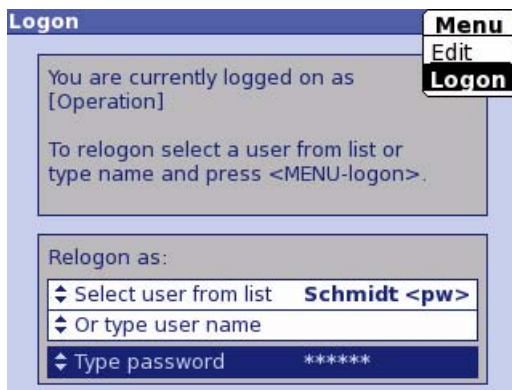 Logon
Menu
Edit
Logon
You are currently logged on as
[Operation]
To relogon select a user from list or
type name and press <MENU-logon>.
Relogon as:
Select user from list Schmidt <pw>
Or type user name
Type password ******